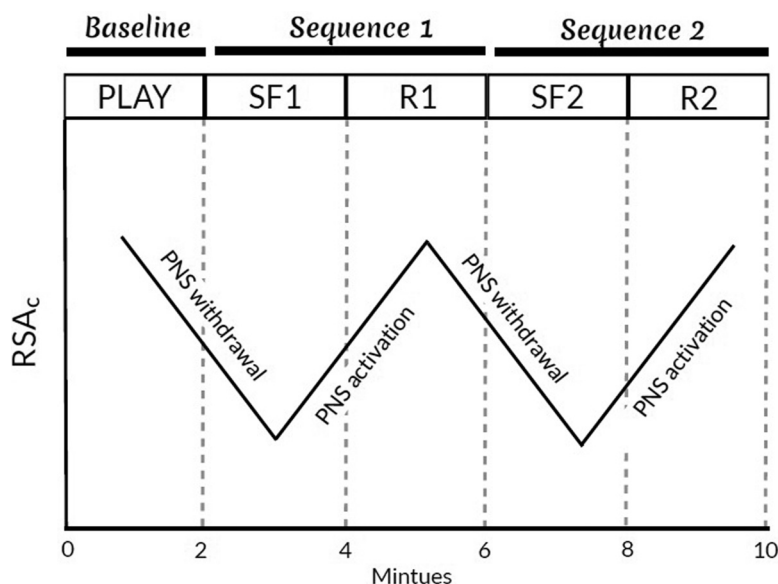 Baseline Sequence 1 Sequence 2
PLAY SF1 R1 SF2 R2
RSAc
PNS withdrawal
PNS activation
PNS withdrawal
PNS activation
0 2 4 6 8 10
Mintues